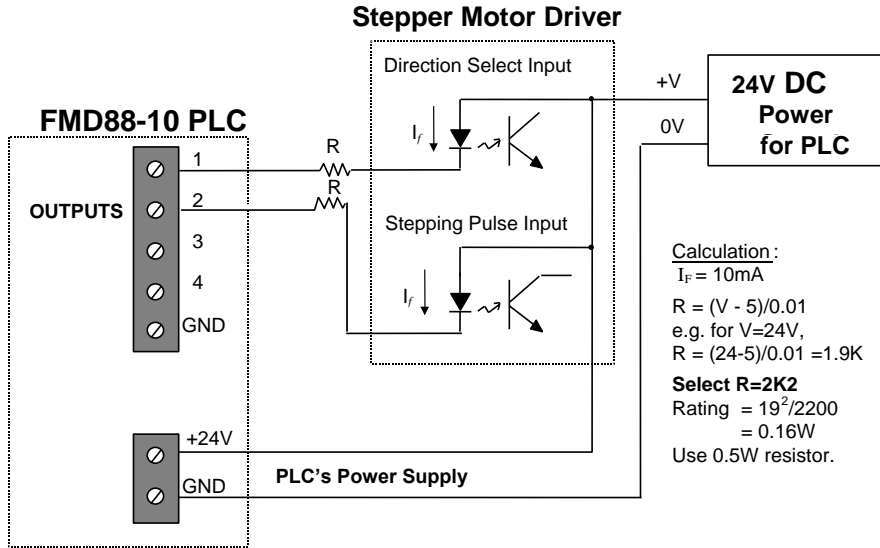 Stepper Motor Driver
Direction Select Input
I_f
+V
0V
24V DC
Power
for PLC
FMD88-10 PLC
OUTPUTS
1
2
3
4
GND
R
R
Stepping Pulse Input
I_f
Calculation :
I_F = 10mA
R = (V - 5)/0.01
e.g. for V=24V,
R = (24-5)/0.01 =1.9K
Select R=2K2
Rating = 19²/2200
= 0.16W
Use 0.5W resistor.
+24V
GND
PLC's Power Supply